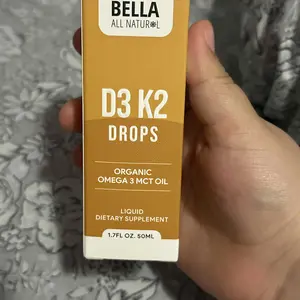 BELLA
ALL NATURAL
D3 K2
DROPS
ORGANIC
OMEGA 3 MCT OIL
LIQUID
DIETARY SUPPLEMENT
1.7FL OZ. 50ML